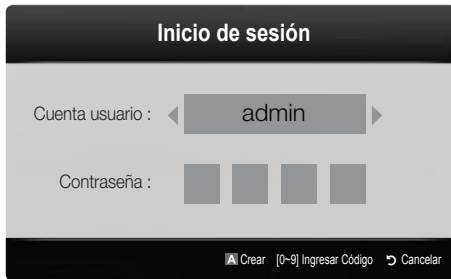 Inicio de sesión
Cuenta usuario : admin
Contraseña :
A Crear [0~9] Ingresar Código Cancelar